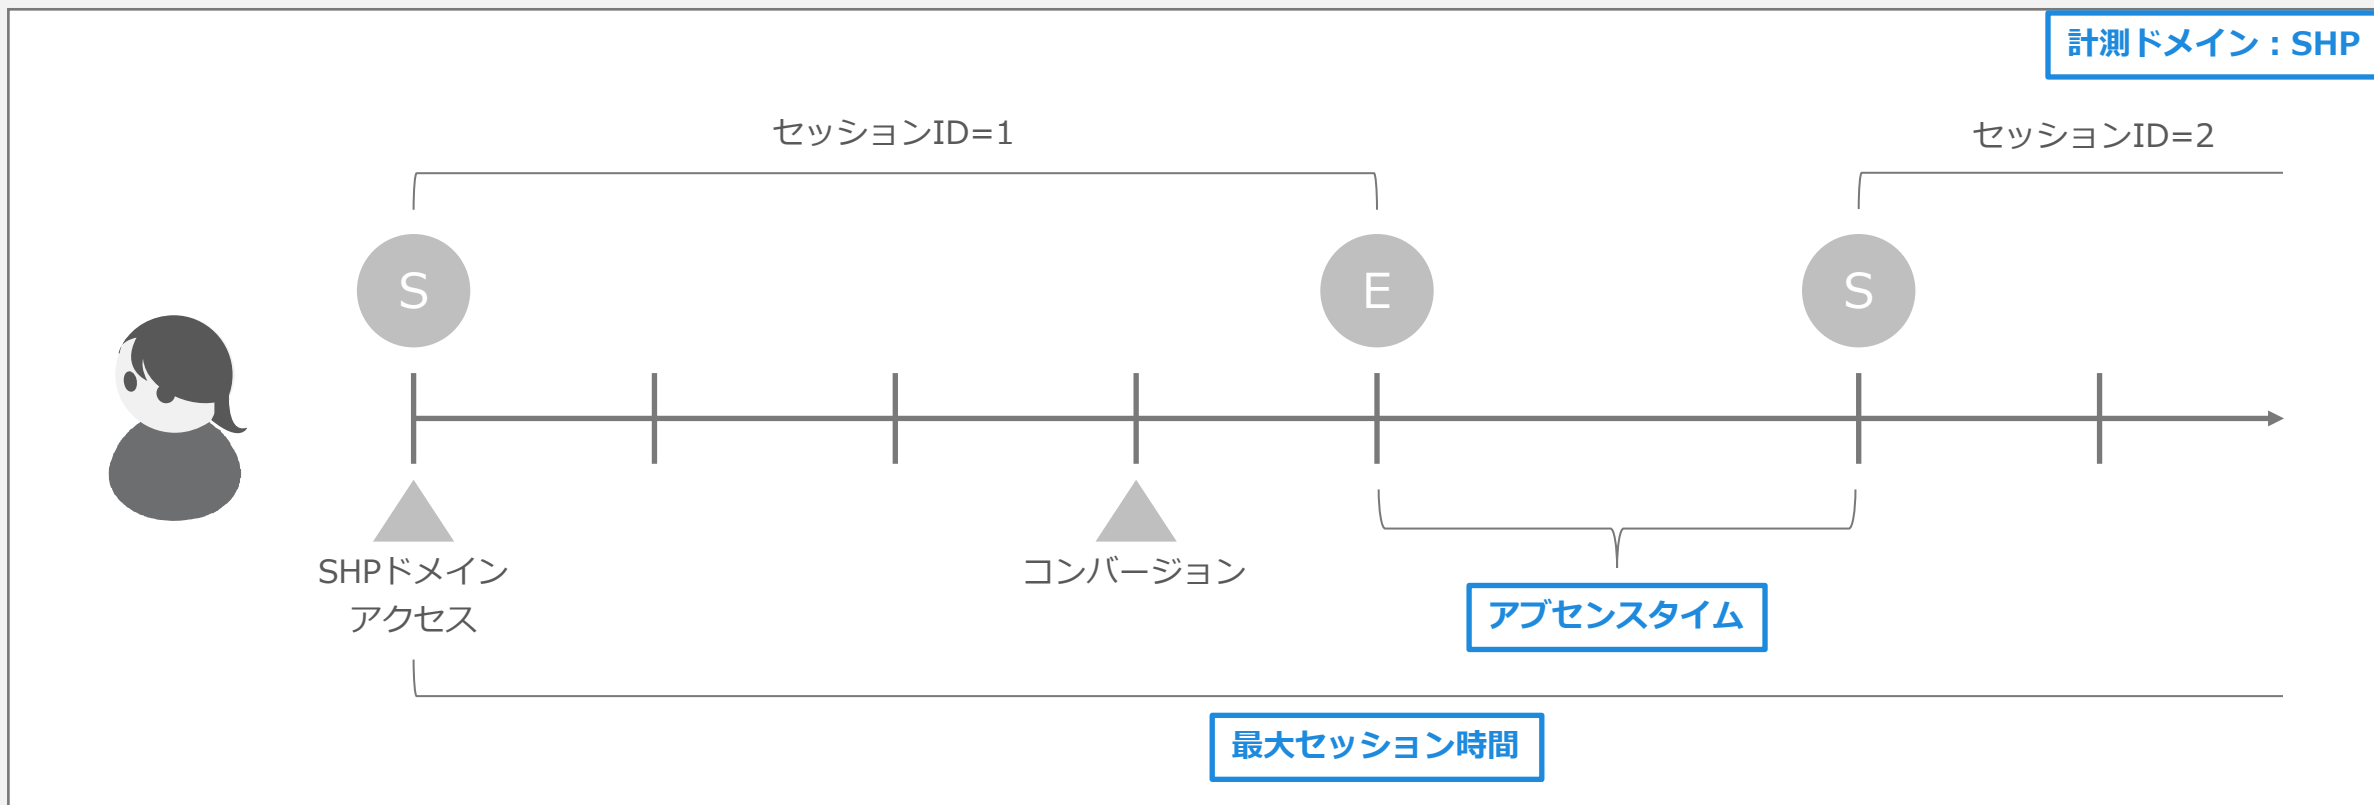 計測ドメイン：SHP
セッションID=1
セッションID=2
S
E
S
SHPドメイン
アクセス
コンバージョン
アブセンスタイム
最大セッション時間